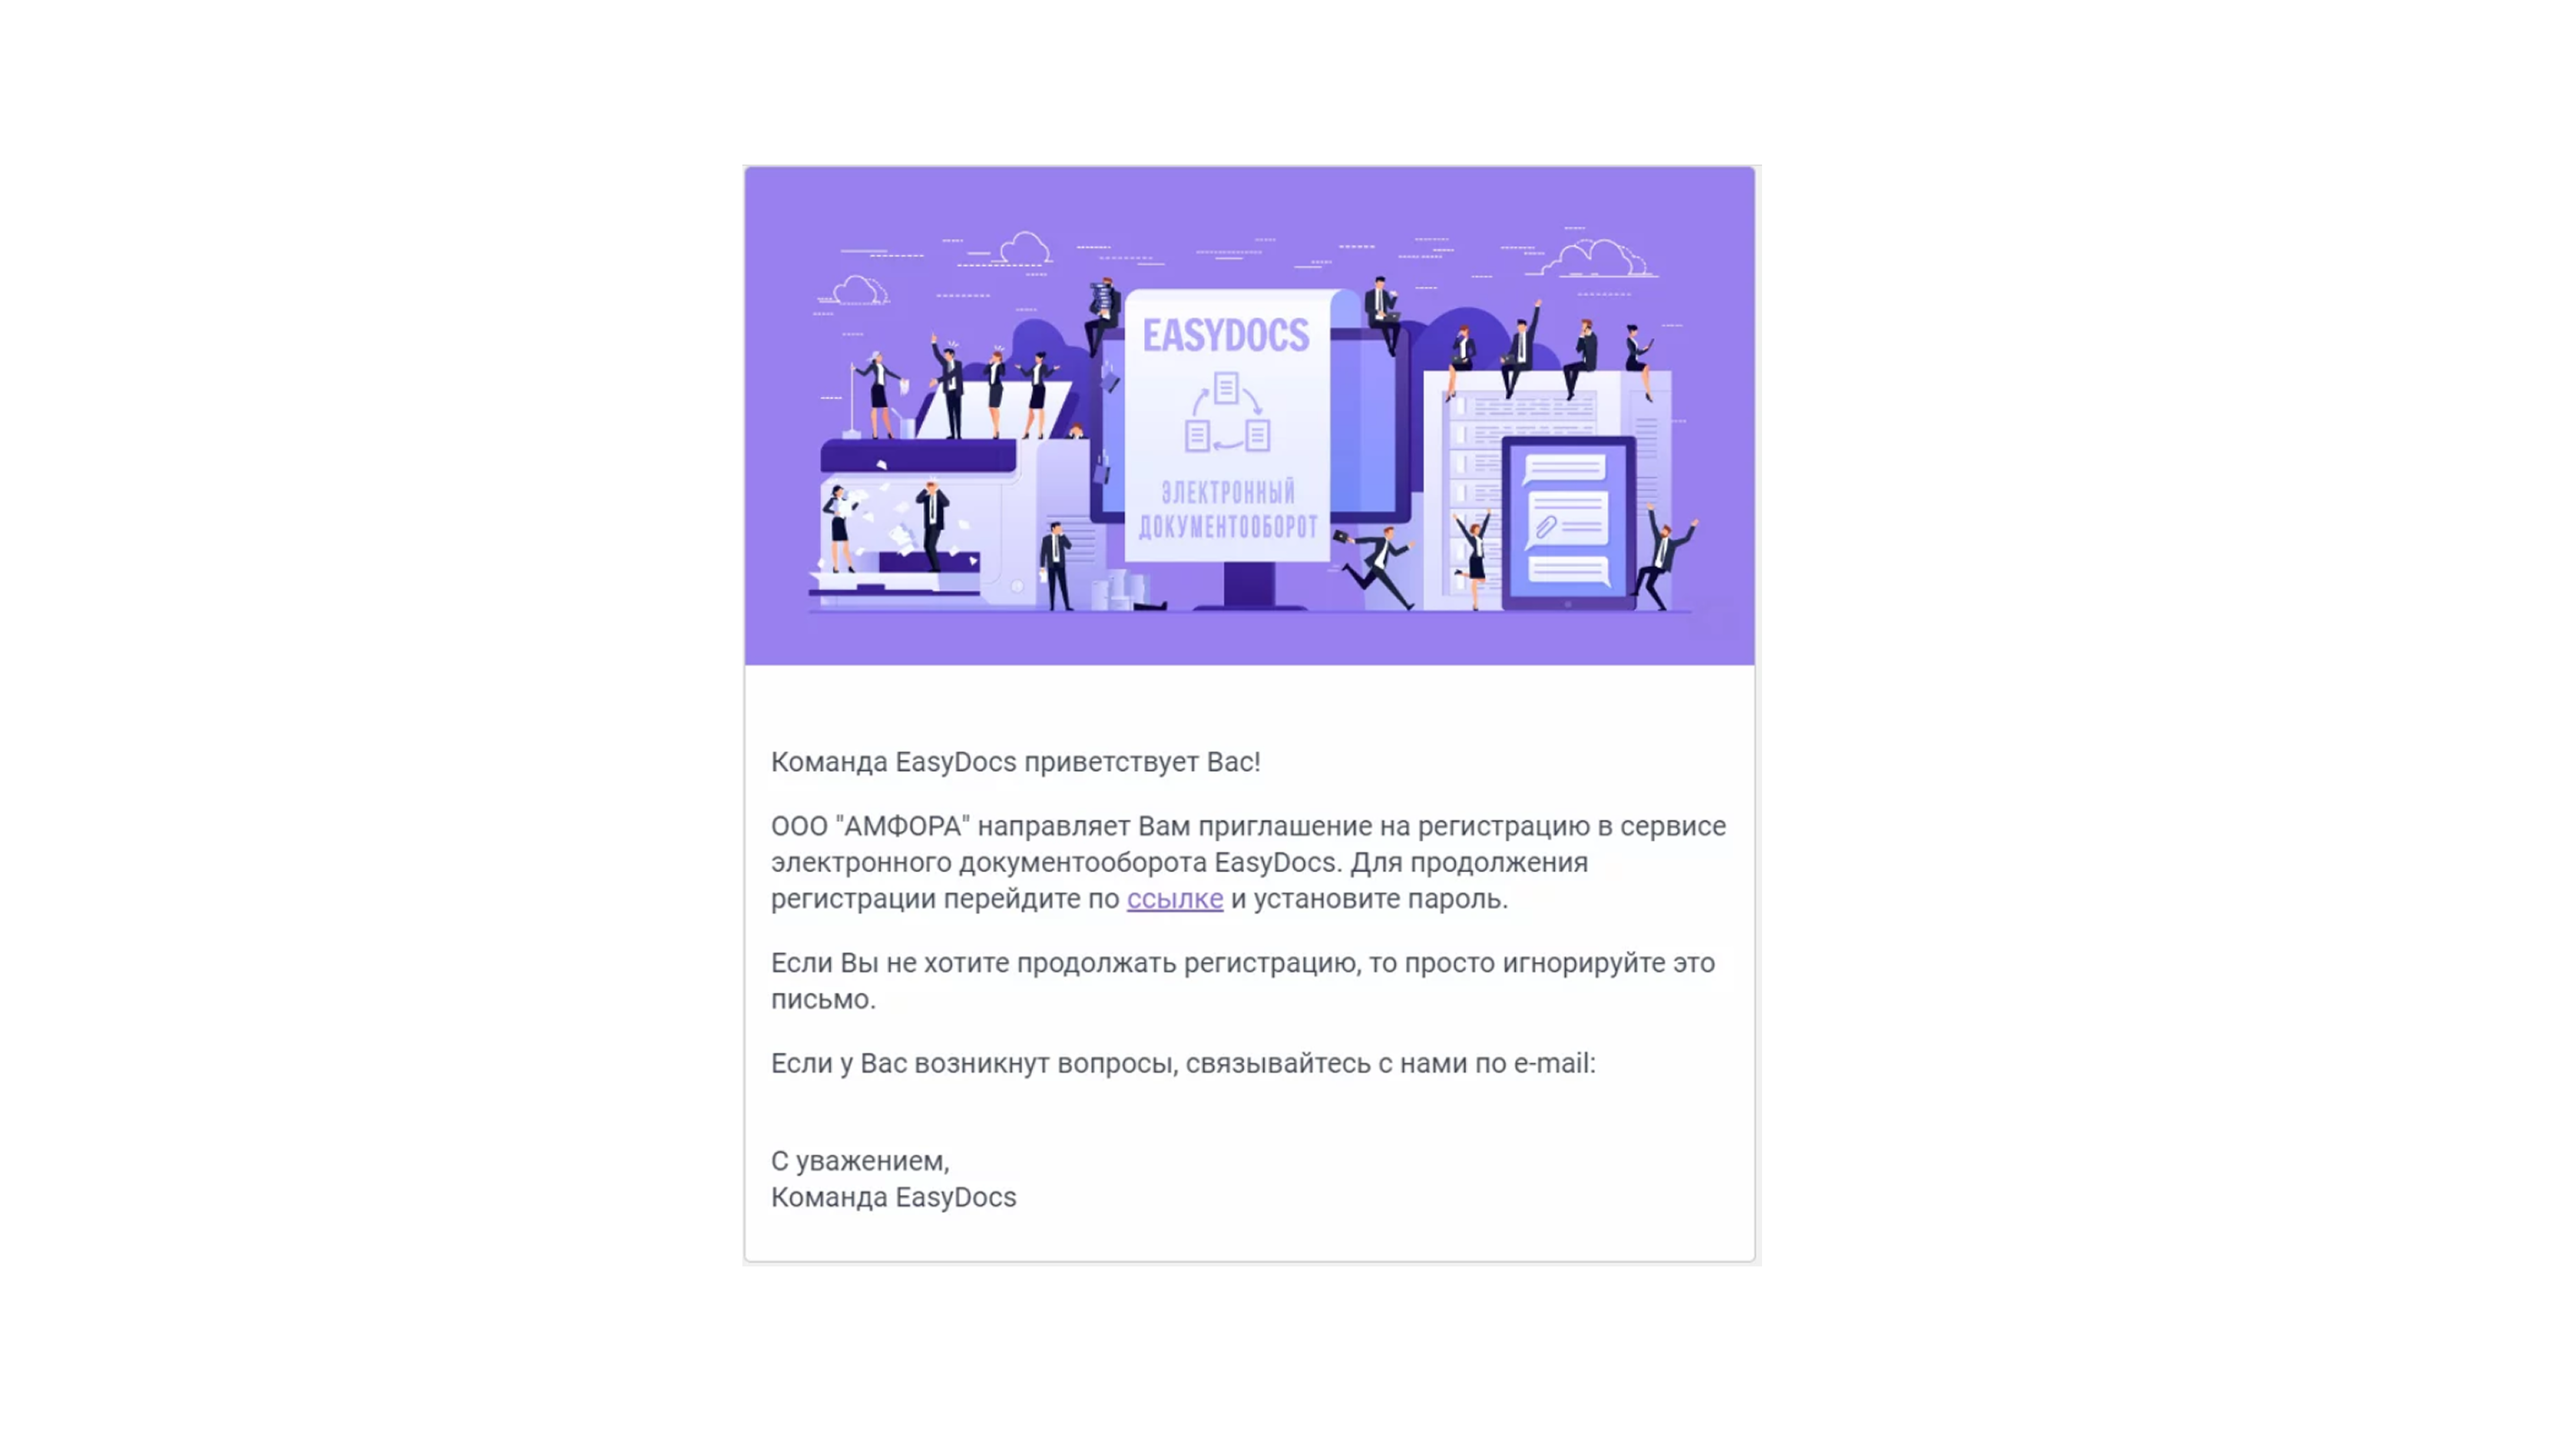 EASYDOCS
ЭЛЕКТРОННЫЙ
ДОКУМЕНТООБОРОТ
Команда EasyDocs приветствует Вас!
ООО "АМФОРА" направляет Вам приглашение на регистрацию в сервисе
электронного документооборота EasyDocs. Для продолжения
регистрации перейдите по ссылке и установите пароль.
Если Вы не хотите продолжать регистрацию, то просто игнорируйте это
письмо.
Если у Вас возникнут вопросы, связывайтесь с нами по e-mail:
С уважением,
Команда EasyDocs